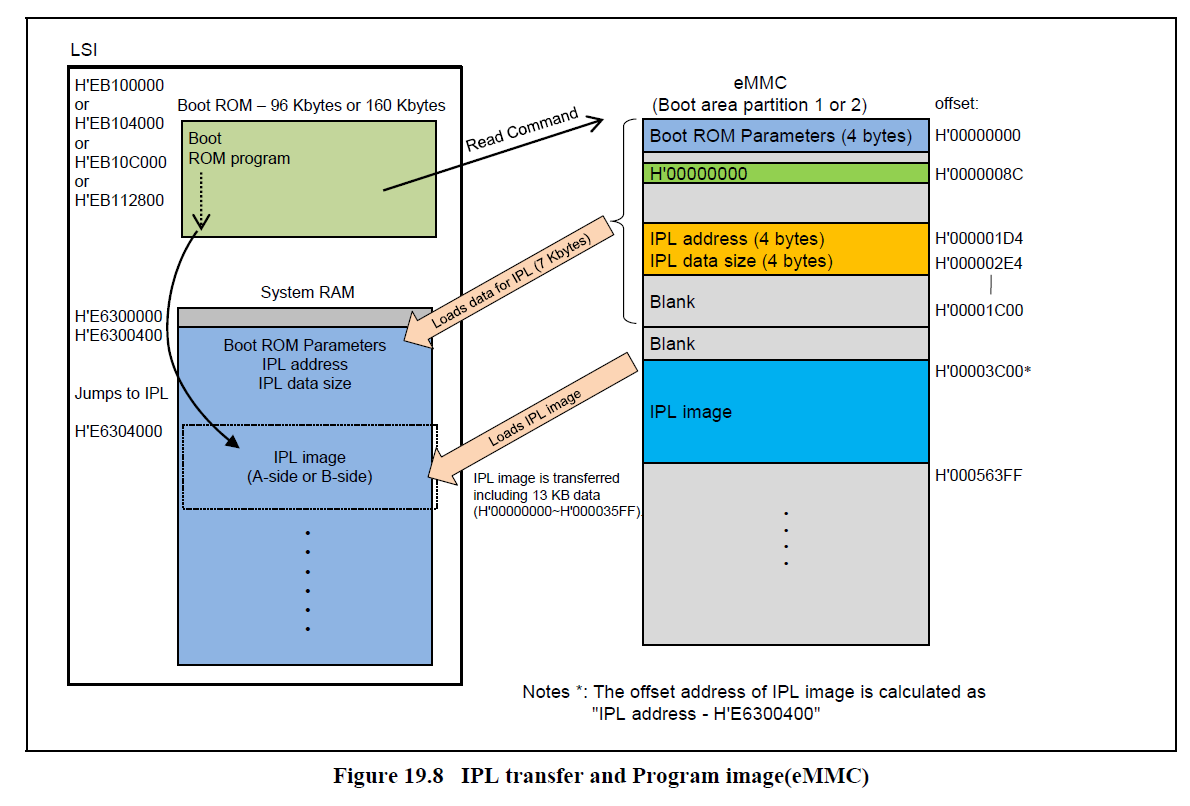 LSI
H'EB100000
or
H'EB104000
or
H'EB10C000
or
H'EB112800
Boot ROM – 96 Kbytes or 160 Kbytes
Boot
ROM program
Read Command
eMMC
(Boot area partition 1 or 2)
offset:
Boot ROM Parameters (4 bytes)
H'00000000
H'00000000
H'0000008C
IPL address (4 bytes)
H'000001D4
IPL data size (4 bytes)
H'000002E4
Blank
H'00001C00
Blank
H'00003C00*
IPL image
H'000563FF
Loads data for IPL (7 Kbytes)
Loads IPL image
System RAM
H'E6300000
H'E6300400
Boot ROM Parameters
IPL address
IPL data size
Jumps to IPL
H'E6304000
IPL image
(A-side or B-side)
IPL image is transferred
including 13 KB data
(H'00000000~H'000035FF).
Notes *: The offset address of IPL image is calculated as
"IPL address - H'E6300400"
Figure 19.8 IPL transfer and Program image(eMMC)